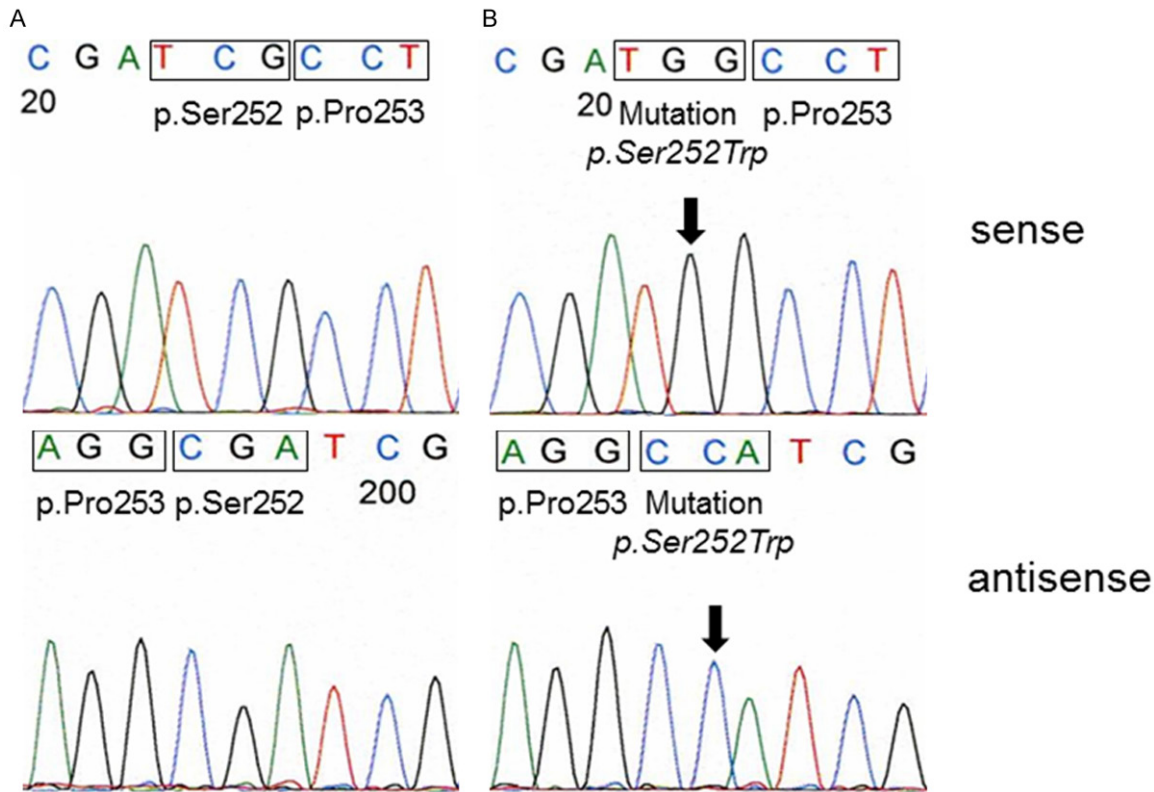 A
C G A T C G C C T
20
p.Ser252 p.Pro253
B
C G A T G G C C T
20 Mutation p.Pro253
p.Ser252Trp
sense
A G G C G A T C G
p.Pro253 p.Ser252 200
A G G C C A T C G
p.Pro253 Mutation
p.Ser252Trp
antisense